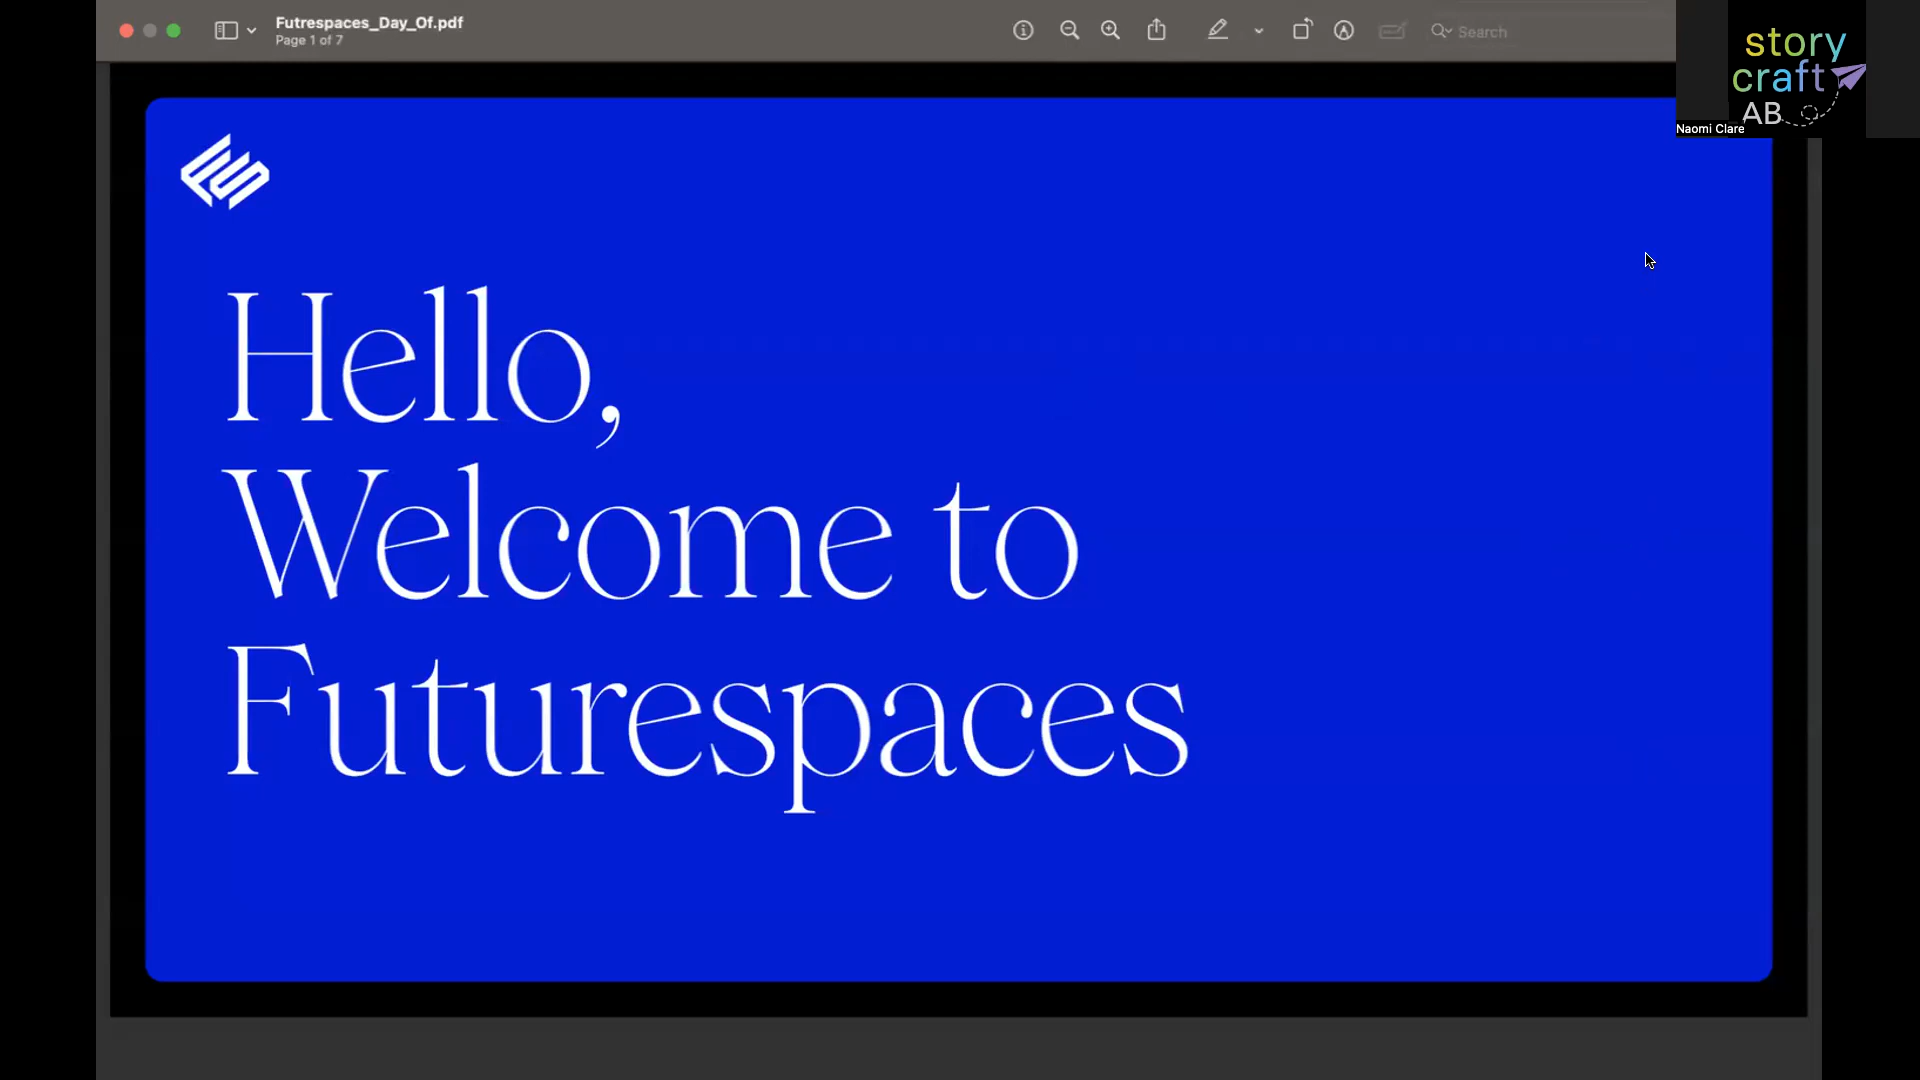 Futrespaces_Day_Of.pdf
Page 1 of 7
Search
story
craft
AB
Naomi Clare
Hello,
Welcome to
Futurespaces